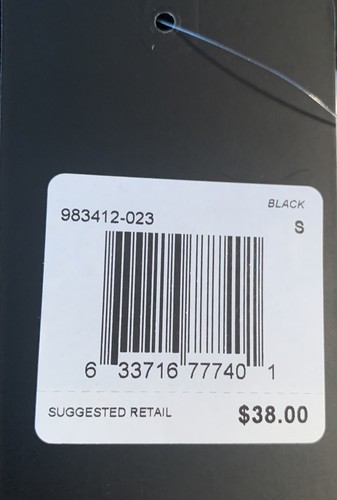 BLACK
983412-023
S
6 33716 77740 1
SUGGESTED RETAIL $38.00